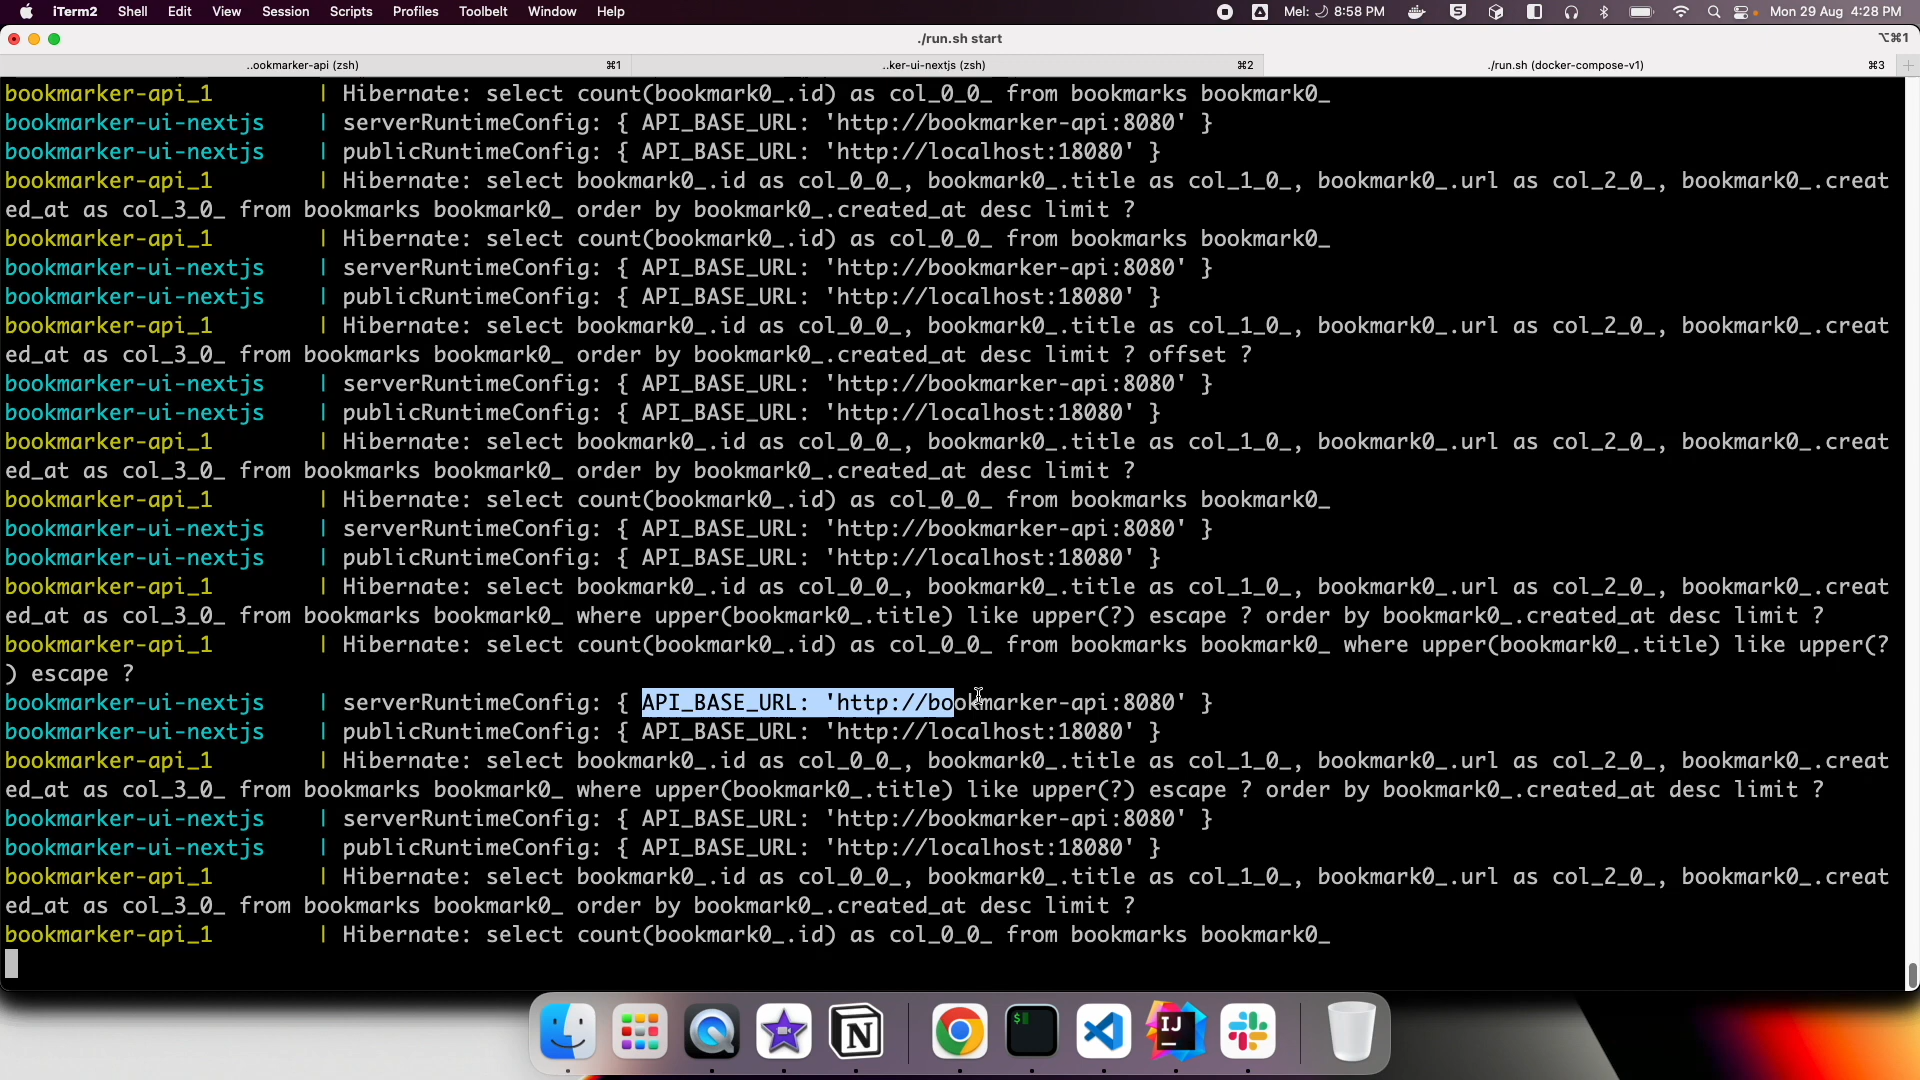 iTerm2 Shell Edit View Session Scripts Profiles Toolbelt Window Help Mel: 8:58 PM Mon 29 Aug 4:28 PM
./run.sh start ⌥⌘1
..ookmarker-api (zsh) ⌘1 ..ker-ui-nextjs (zsh) ⌘2 ./run.sh (docker-compose-v1) ⌘3
bookmarker-api_1 | Hibernate: select count(bookmark0_.id) as col_0_0_ from bookmarks bookmark0_
bookmarker-ui-nextjs | serverRuntimeConfig: { API_BASE_URL: 'http://bookmarker-api:8080' }
bookmarker-ui-nextjs | publicRuntimeConfig: { API_BASE_URL: 'http://localhost:18080' }
bookmarker-api_1 | Hibernate: select bookmark0_.id as col_0_0_, bookmark0_.title as col_1_0_, bookmark0_.url as col_2_0_, bookmark0_.creat
ed_at as col_3_0_ from bookmarks bookmark0_ order by bookmark0_.created_at desc limit ?
bookmarker-api_1 | Hibernate: select count(bookmark0_.id) as col_0_0_ from bookmarks bookmark0_
bookmarker-ui-nextjs | serverRuntimeConfig: { API_BASE_URL: 'http://bookmarker-api:8080' }
bookmarker-ui-nextjs | publicRuntimeConfig: { API_BASE_URL: 'http://localhost:18080' }
bookmarker-api_1 | Hibernate: select bookmark0_.id as col_0_0_, bookmark0_.title as col_1_0_, bookmark0_.url as col_2_0_, bookmark0_.creat
ed_at as col_3_0_ from bookmarks bookmark0_ order by bookmark0_.created_at desc limit ? offset ?
bookmarker-ui-nextjs | serverRuntimeConfig: { API_BASE_URL: 'http://bookmarker-api:8080' }
bookmarker-ui-nextjs | publicRuntimeConfig: { API_BASE_URL: 'http://localhost:18080' }
bookmarker-api_1 | Hibernate: select bookmark0_.id as col_0_0_, bookmark0_.title as col_1_0_, bookmark0_.url as col_2_0_, bookmark0_.creat
ed_at as col_3_0_ from bookmarks bookmark0_ order by bookmark0_.created_at desc limit ?
bookmarker-api_1 | Hibernate: select count(bookmark0_.id) as col_0_0_ from bookmarks bookmark0_
bookmarker-ui-nextjs | serverRuntimeConfig: { API_BASE_URL: 'http://bookmarker-api:8080' }
bookmarker-ui-nextjs | publicRuntimeConfig: { API_BASE_URL: 'http://localhost:18080' }
bookmarker-api_1 | Hibernate: select bookmark0_.id as col_0_0_, bookmark0_.title as col_1_0_, bookmark0_.url as col_2_0_, bookmark0_.creat
ed_at as col_3_0_ from bookmarks bookmark0_ where upper(bookmark0_.title) like upper(?) escape ? order by bookmark0_.created_at desc limit ?
bookmarker-api_1 | Hibernate: select count(bookmark0_.id) as col_0_0_ from bookmarks bookmark0_ where upper(bookmark0_.title) like upper(?
) escape ?
bookmarker-ui-nextjs | serverRuntimeConfig: { API_BASE_URL: 'http://bookmarker-api:8080' }
bookmarker-ui-nextjs | publicRuntimeConfig: { API_BASE_URL: 'http://localhost:18080' }
bookmarker-api_1 | Hibernate: select bookmark0_.id as col_0_0_, bookmark0_.title as col_1_0_, bookmark0_.url as col_2_0_, bookmark0_.creat
ed_at as col_3_0_ from bookmarks bookmark0_ where upper(bookmark0_.title) like upper(?) escape ? order by bookmark0_.created_at desc limit ?
bookmarker-ui-nextjs | serverRuntimeConfig: { API_BASE_URL: 'http://bookmarker-api:8080' }
bookmarker-ui-nextjs | publicRuntimeConfig: { API_BASE_URL: 'http://localhost:18080' }
bookmarker-api_1 | Hibernate: select bookmark0_.id as col_0_0_, bookmark0_.title as col_1_0_, bookmark0_.url as col_2_0_, bookmark0_.creat
ed_at as col_3_0_ from bookmarks bookmark0_ order by bookmark0_.created_at desc limit ?
bookmarker-api_1 | Hibernate: select count(bookmark0_.id) as col_0_0_ from bookmarks bookmark0_